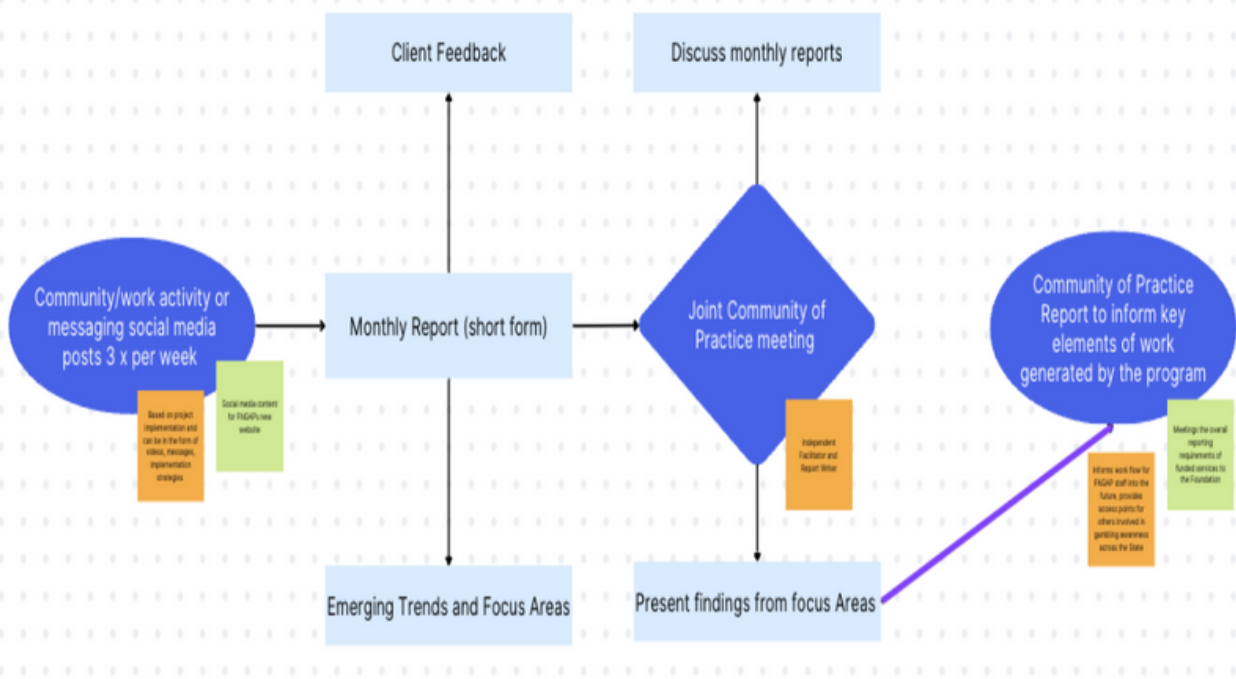 Client Feedback
Discuss monthly reports
Community/work activity or
messaging social media
posts 3 x per week
Monthly Report (short form)
Joint Community of
Practice meeting
Community of Practice
Report to inform key
elements of work
generated by the program
Based on project
implementation and
can be in the form of
videos, messages,
implementation
strategies
Social media content
for FNGAPs new
website
Independent
Facilitator and
Report Writer
Meetings the overall
reporting
requirements of
funded services to
the Foundation
Informs work flow for
FNGAP staff into the
future, provides
access points for
others involved in
gambling awareness
across the State
Emerging Trends and Focus Areas
Present findings from focus Areas